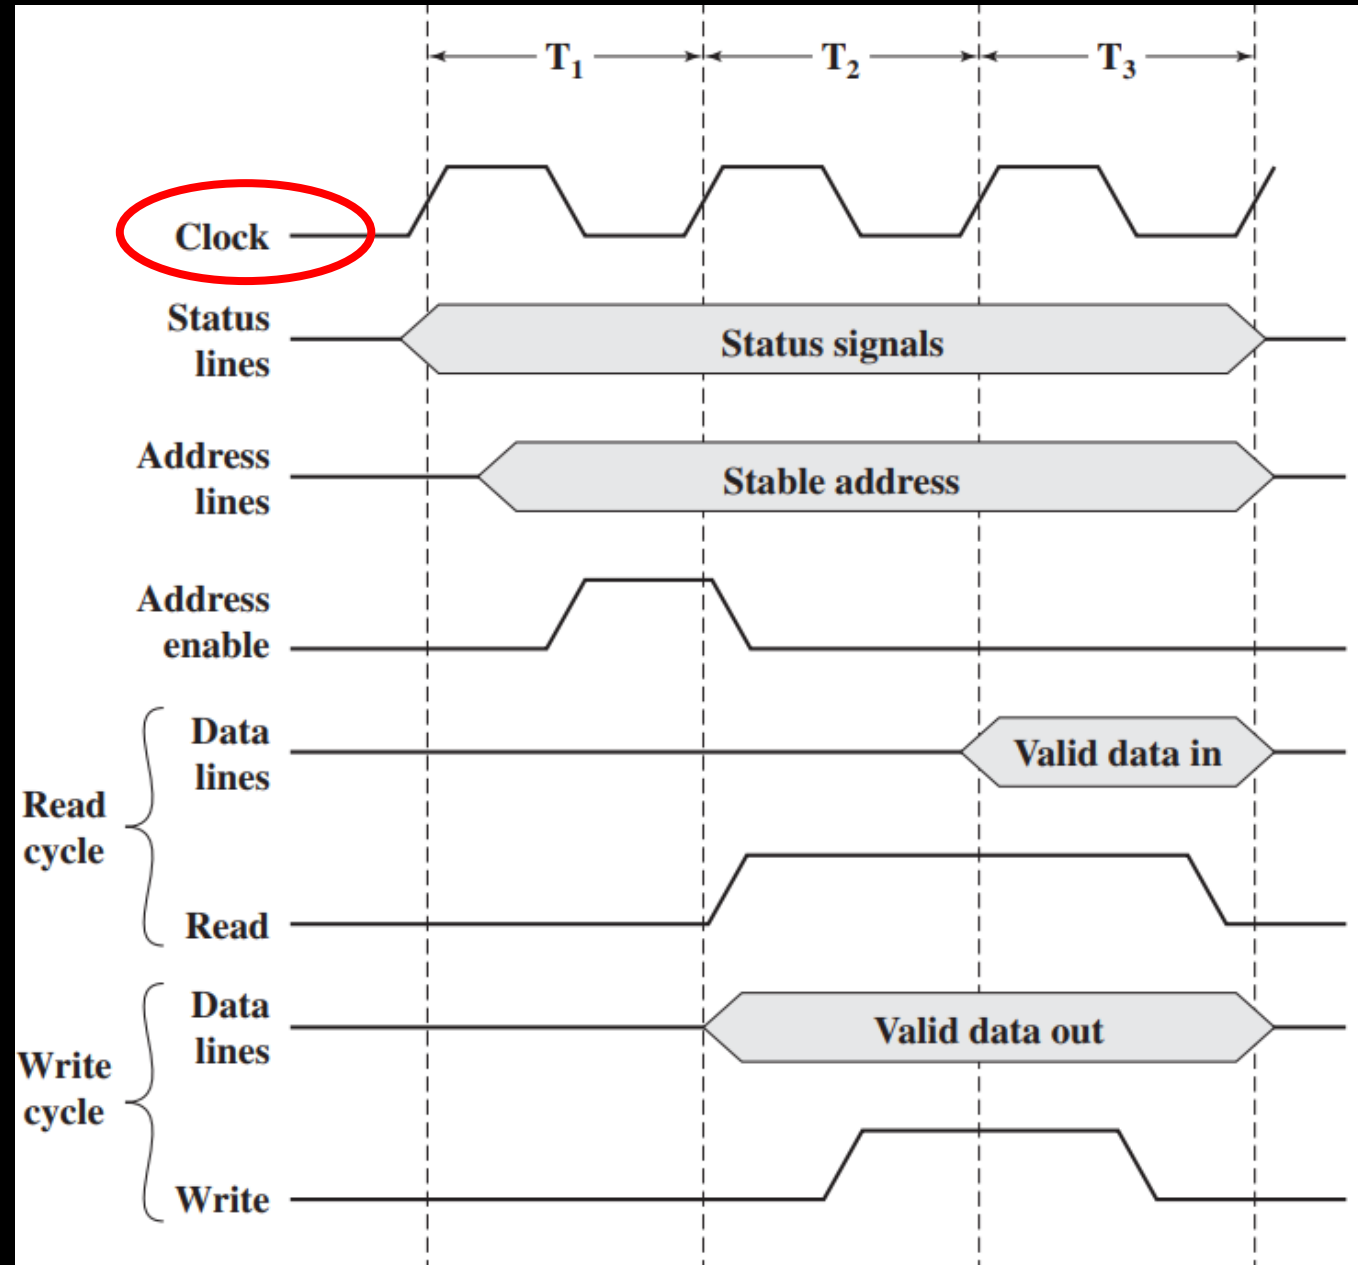 T1
T2
T3
Clock
Status
lines
Status signals
Address
lines
Stable address
Address
enable
Read
cycle
Data
lines
Valid data in
Read
Write
cycle
Data
lines
Valid data out
Write